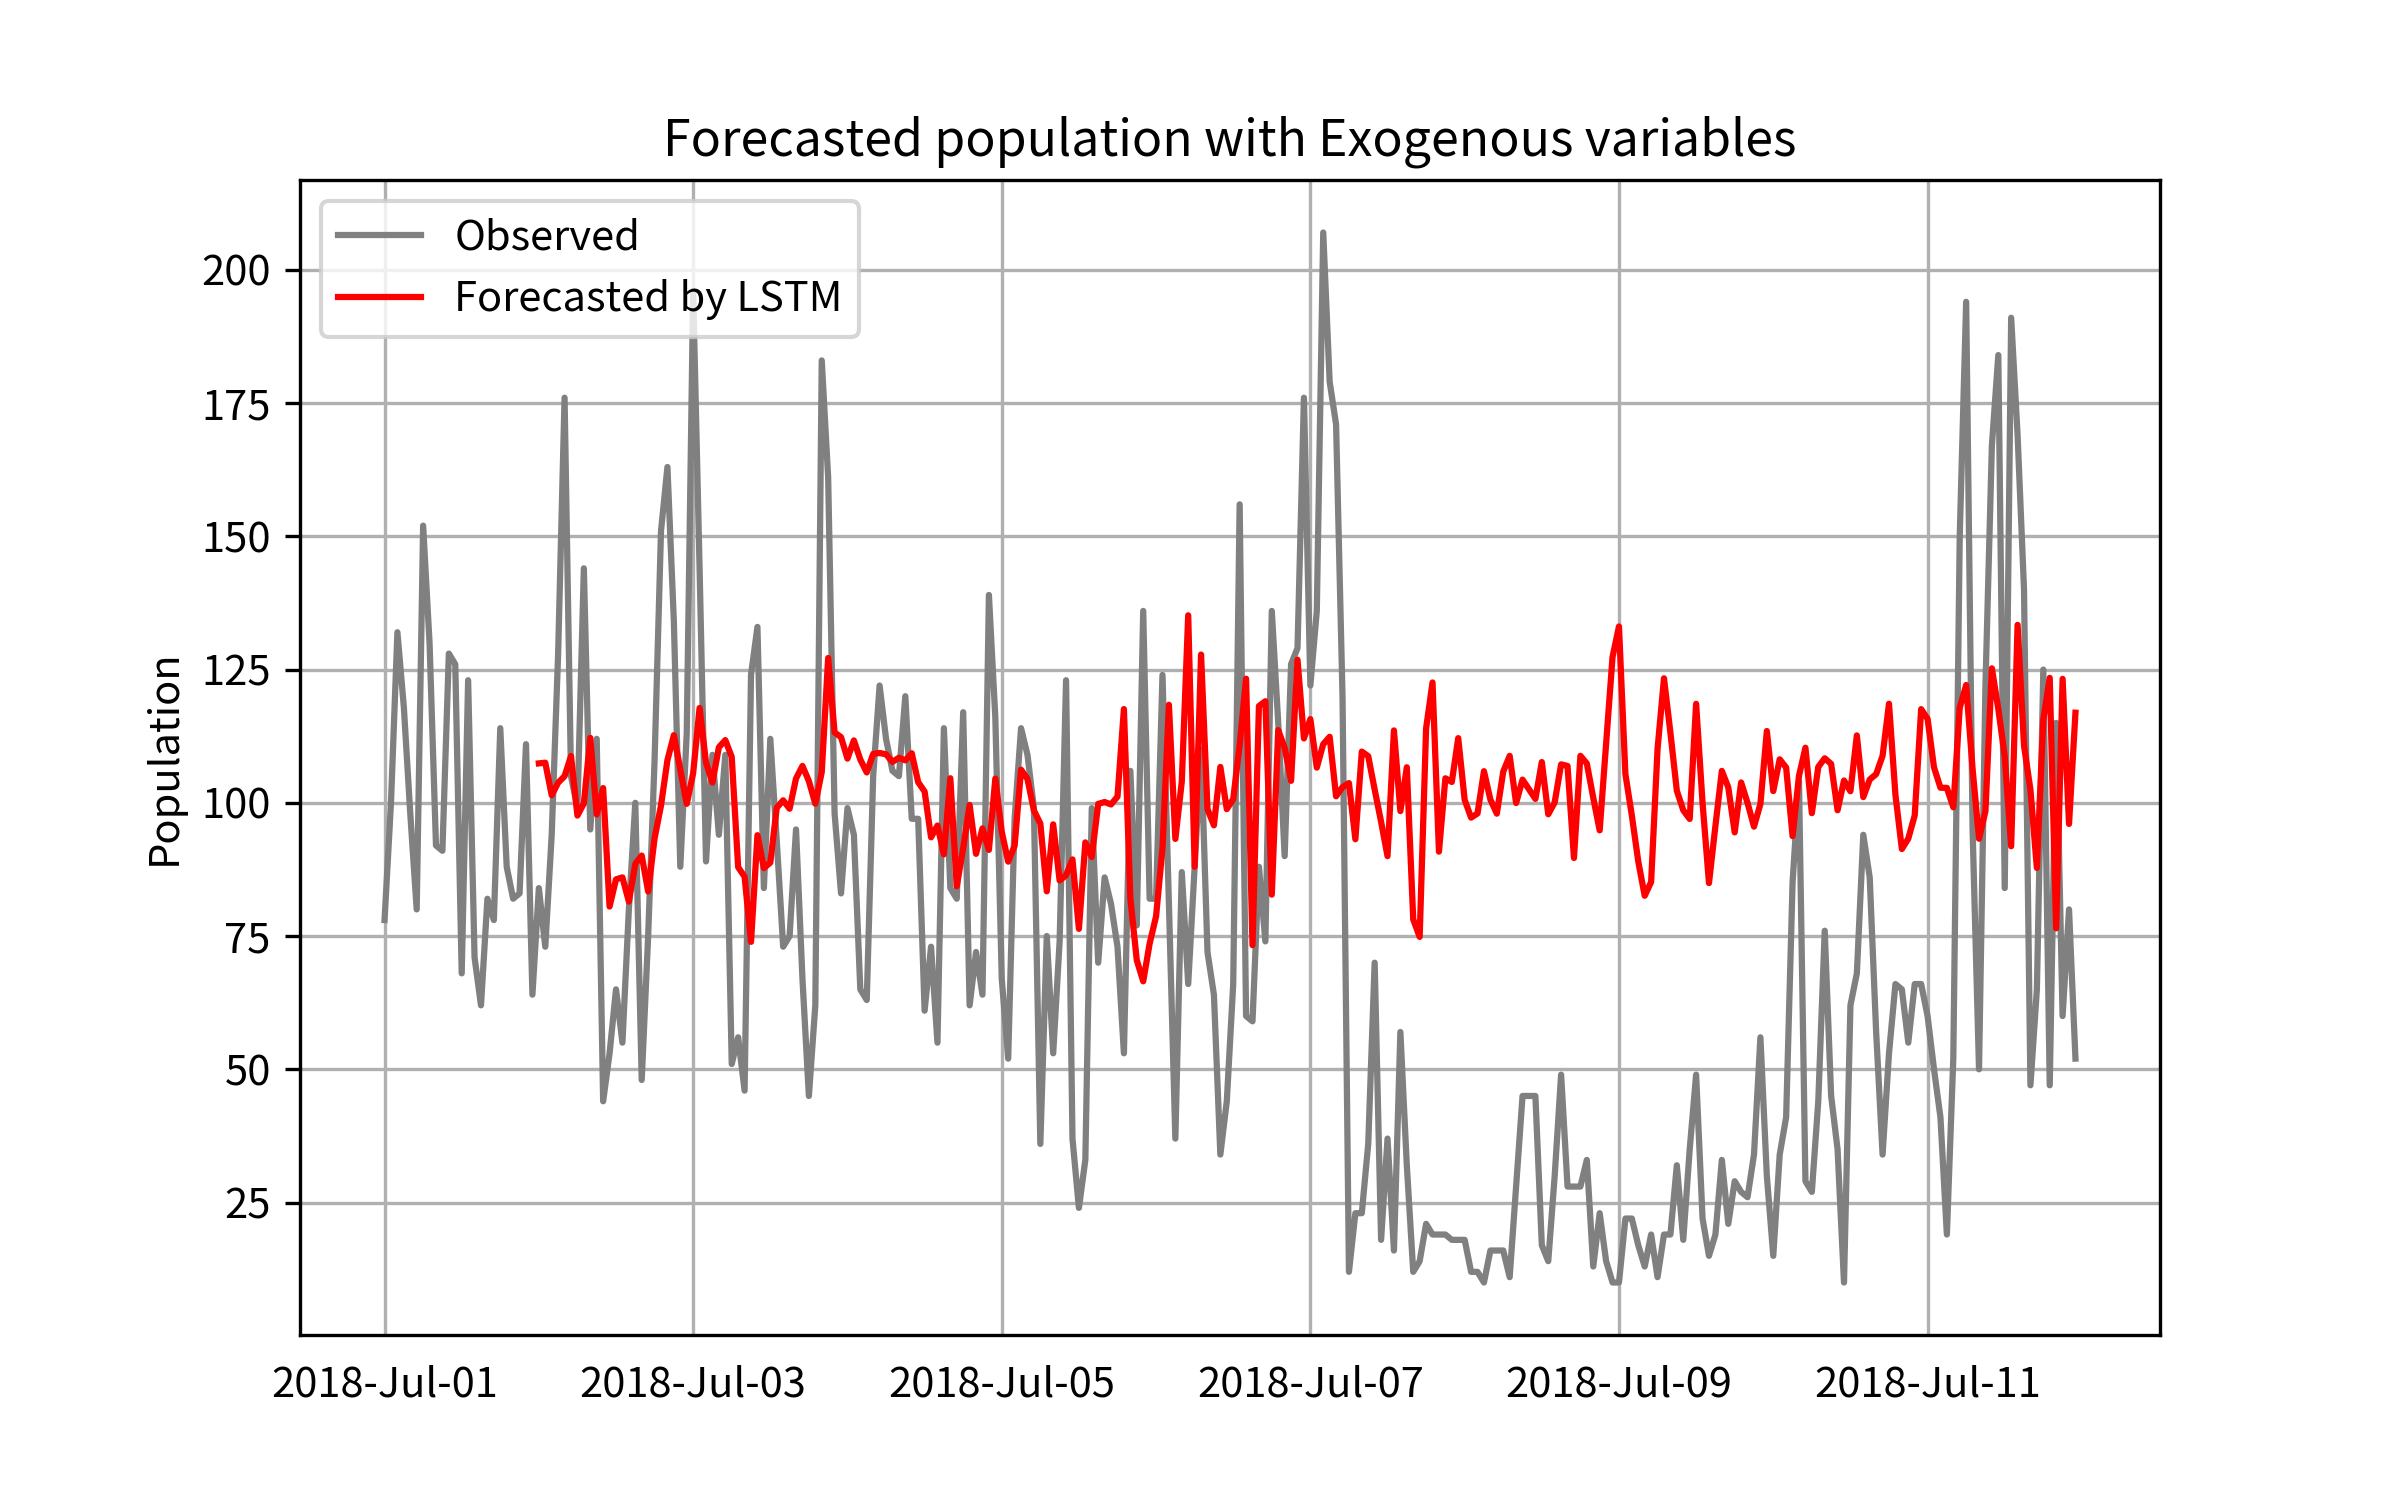 Forecasted population with Exogenous variables
Observed
Forecasted by LSTM
Population
200
175
150
125
100
75
50
25
2018-Jul-01 2018-Jul-03 2018-Jul-05 2018-Jul-07 2018-Jul-09 2018-Jul-11